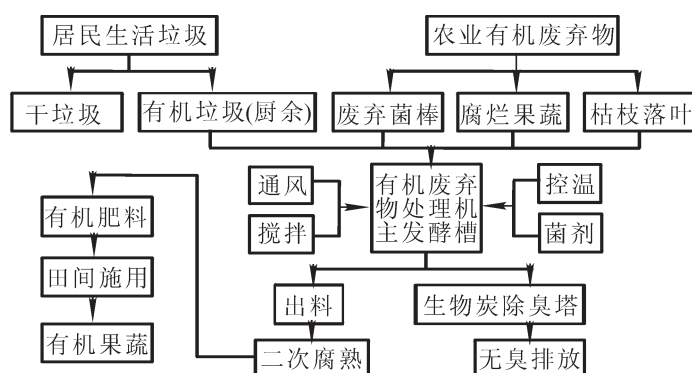 居民生活垃圾
农业有机废弃物
干垃圾
有机垃圾(厨余)
废弃菌棒
腐烂果蔬
枯枝落叶
通风
搅拌
有机废弃
物处理机
主发酵槽
控温
菌剂
有机肥料
田间施用
有机果蔬
出料
二次腐熟
生物炭除臭塔
无臭排放